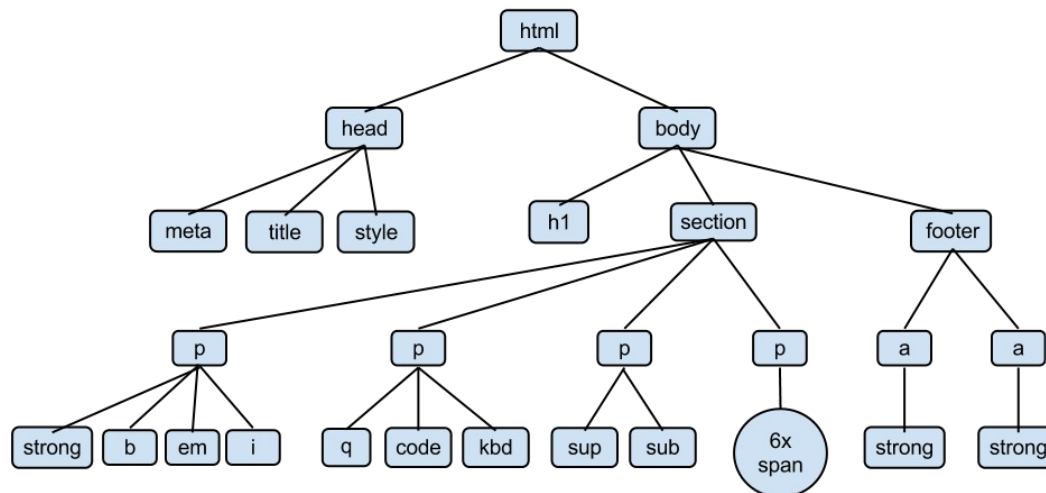 html
head
body
meta
title
style
h1
section
footer
p
p
p
p
a
a
strong
b
em
i
q
code
kbd
sup
sub
6x
span
strong
strong